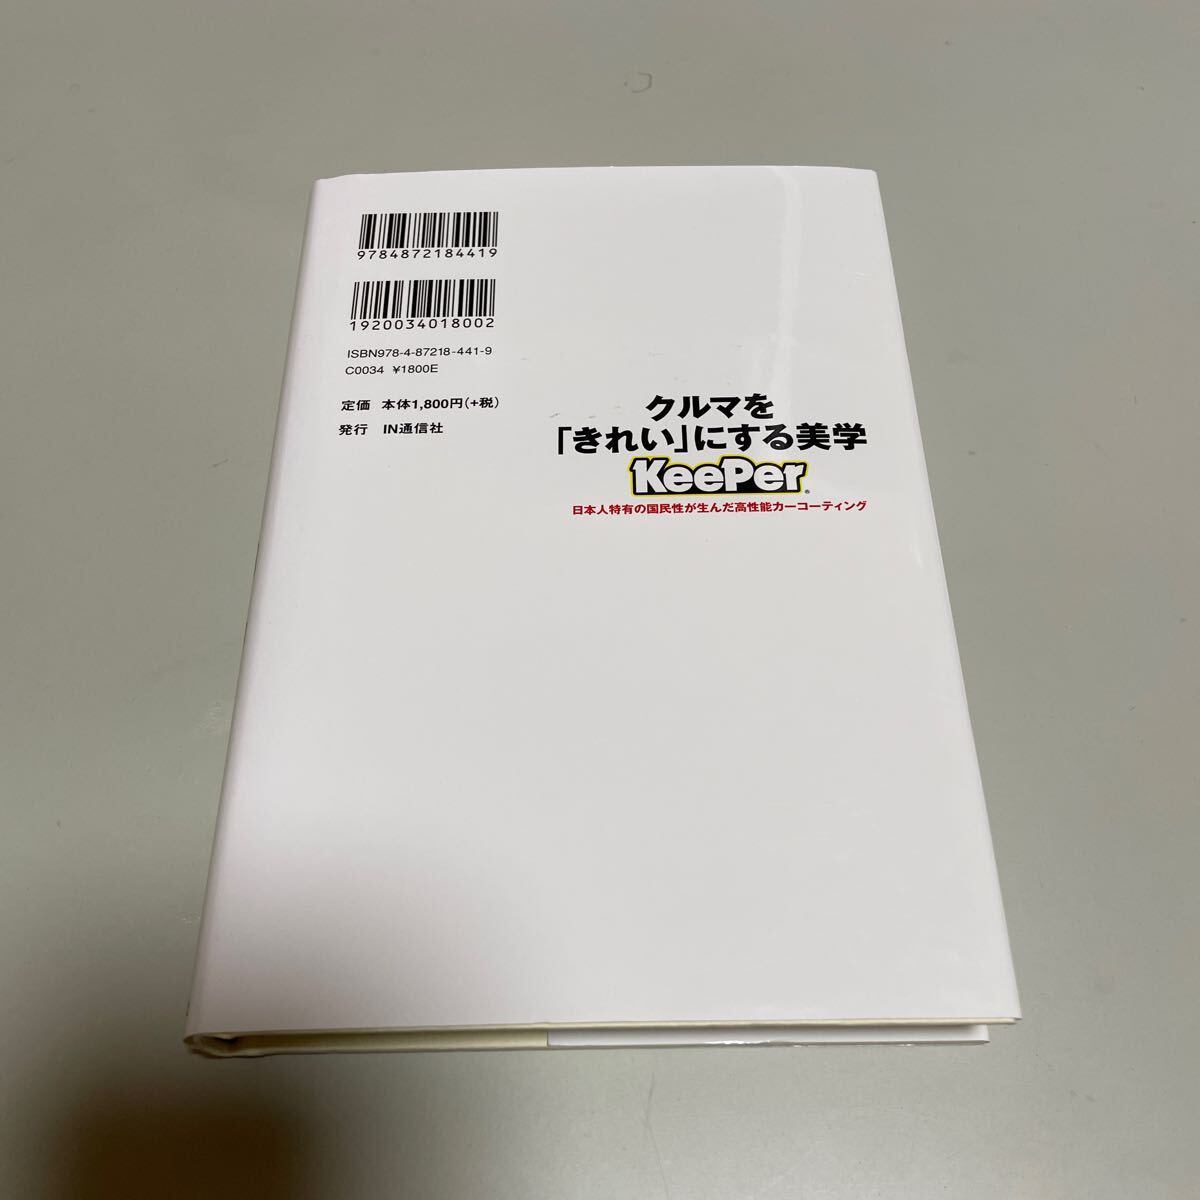 9784872184419
1920034018002
ISBN978-4-87218-441-9
C0034 ¥1800E
定価 本体1,800円(+税)
発行 IN通信社
クルマを
「きれい」にする美学
KeePer®
日本人特有の国民性が生んだ高性能カーコーティング